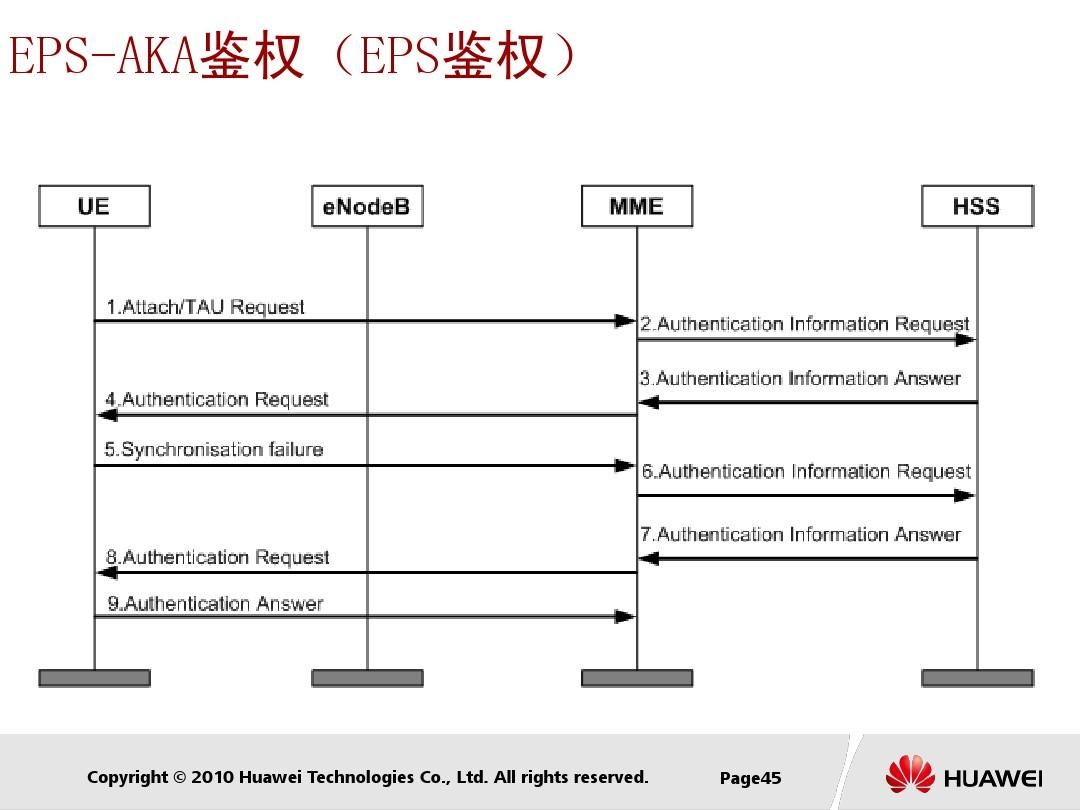 EPS-AKA鉴权（EPS鉴权）
UE
eNodeB
MME
HSS
1.Attach/TAU Request
2.Authentication Information Request
3.Authentication Information Answer
4.Authentication Request
5.Synchronisation failure
6.Authentication Information Request
7.Authentication Information Answer
8.Authentication Request
9.Authentication Answer
Copyright © 2010 Huawei Technologies Co., Ltd. All rights reserved.
Page45
HUAWEI